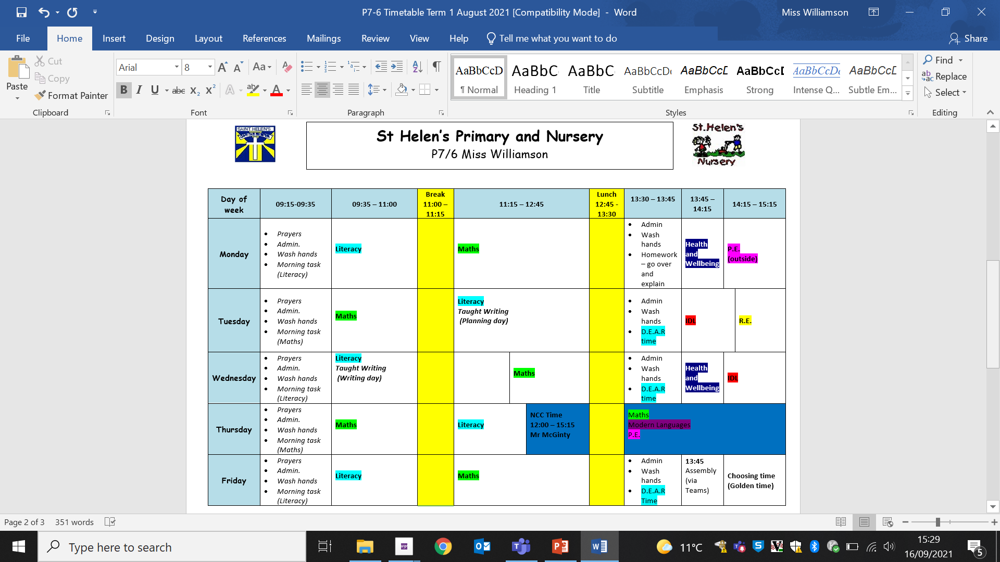 P7-6 Timetable Term 1 August 2021 [Compatibility Mode] - Word
Miss Williamson
File Home Insert Design Layout References Mailings Review View Help Tell me what you want to do Share
Paste
Cut
Copy
Format Painter
Clipboard
Arial 8
Font
Paragraph
AaBbCcD AaBbC AaBbC AaBbCcD AaBbCcD AaBbCcD AaBbCcD AaBbCcD
¶ Normal Heading 1 Title Subtitle Emphasis Strong Intense Q... Subtle Em...
Styles
Find
Replace
Select
Editing
SAINT HELEN'S
St Helen's Primary and Nursery
P7/6 Miss Williamson
St.Helen's
Nursery
Day of
week
09:15-09:35
09:35 – 11:00
Break
11:00 –
11:15
11:15 – 12:45
Lunch
12:45 -
13:30
13:30 – 13:45
13:45 –
14:15
14:15 – 15:15
Monday
Prayers
Admin.
Wash hands
Morning task
(Literacy)
Literacy
Maths
Admin
Wash
hands
Homework
– go over
and
explain
Health
and
Wellbeing
P.E.
(outside)
Tuesday
Prayers
Admin.
Wash hands
Morning task
(Maths)
Maths
Literacy
Taught Writing
(Planning day)
Admin
Wash
hands
D.E.A.R
time
IDL
R.E.
Wednesday
Prayers
Admin.
Wash hands
Morning task
(Literacy)
Literacy
Taught Writing
(Writing day)
Maths
Admin
Wash
hands
D.E.A.R
time
Health
and
Wellbeing
IDL
Thursday
Prayers
Admin.
Wash hands
Morning task
(Maths)
Maths
Literacy
NCC Time
12:00 – 15:15
Mr McGinty
Maths
Modern Languages
P.E.
Friday
Prayers
Admin.
Wash hands
Morning task
(Literacy)
Literacy
Maths
Admin
Wash
hands
D.E.A.R
Time
13:45
Assembly
(via
Teams)
Choosing time
(Golden time)
Page 2 of 3 351 words
Type here to search
11°C
15:29
16/09/2021
5